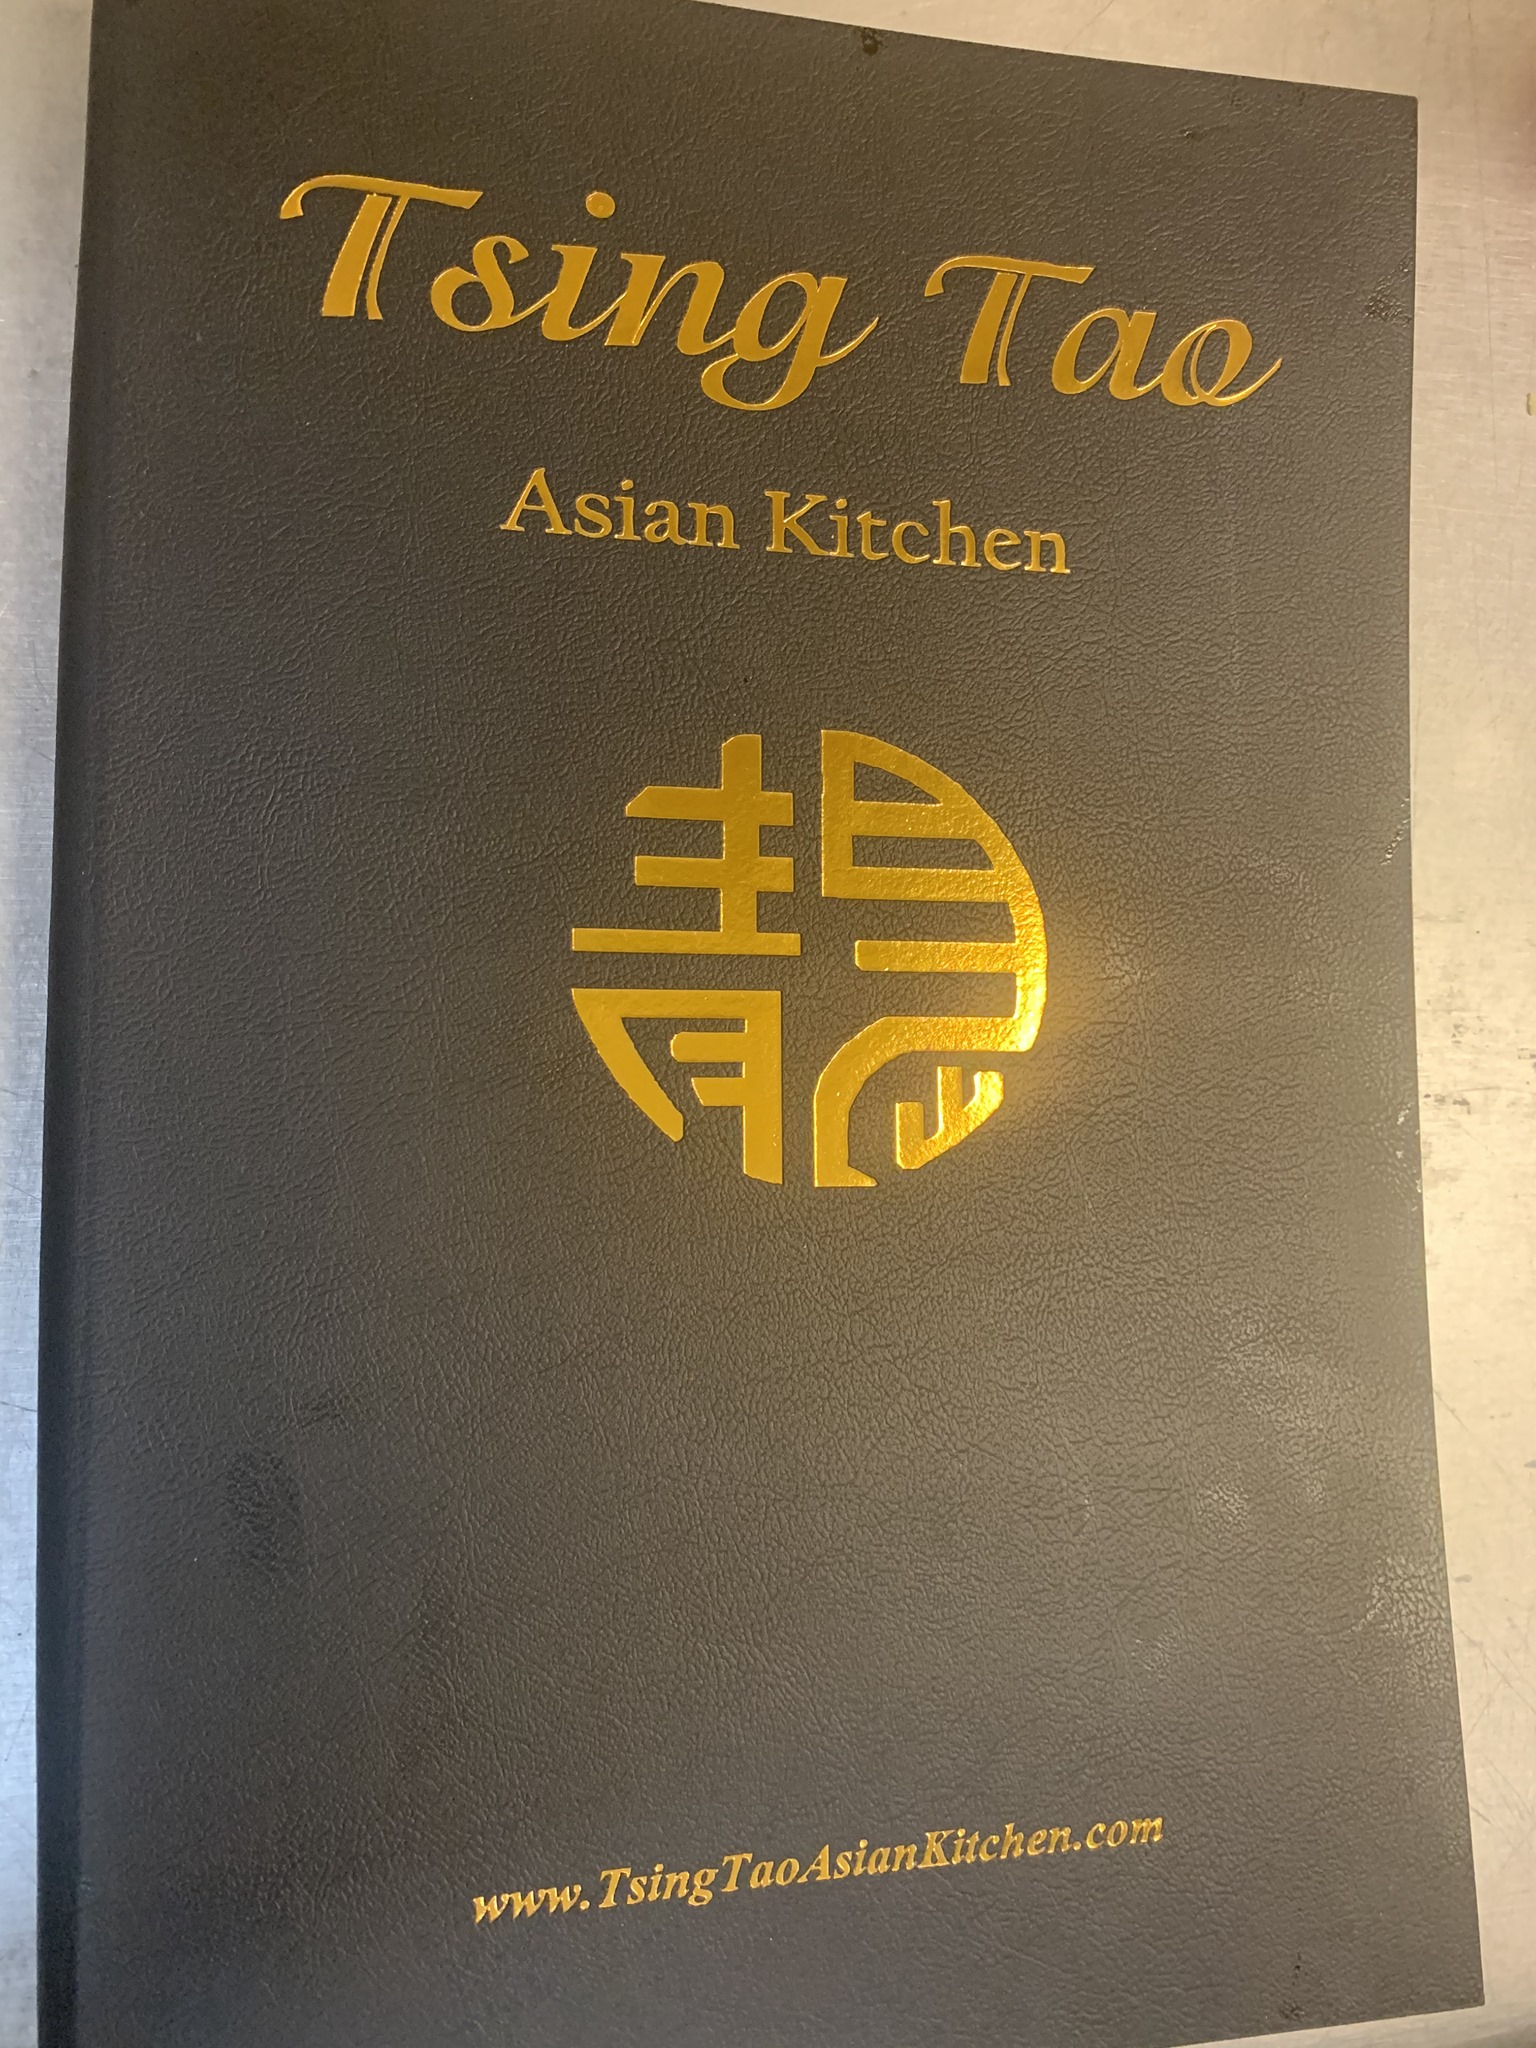 Tsing Tao
Asian Kitchen
www.TsingTaoAsianKitchen.com